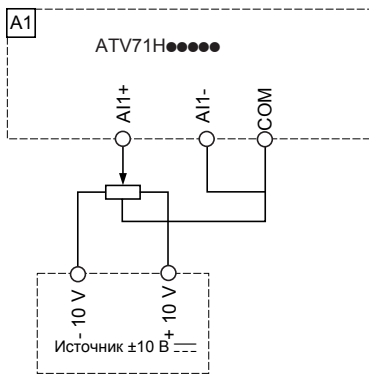 A1
ATV71H●●●●●
AI1+
AI1-
COM
- 10 V
+ 10 V
Источник ±10 В